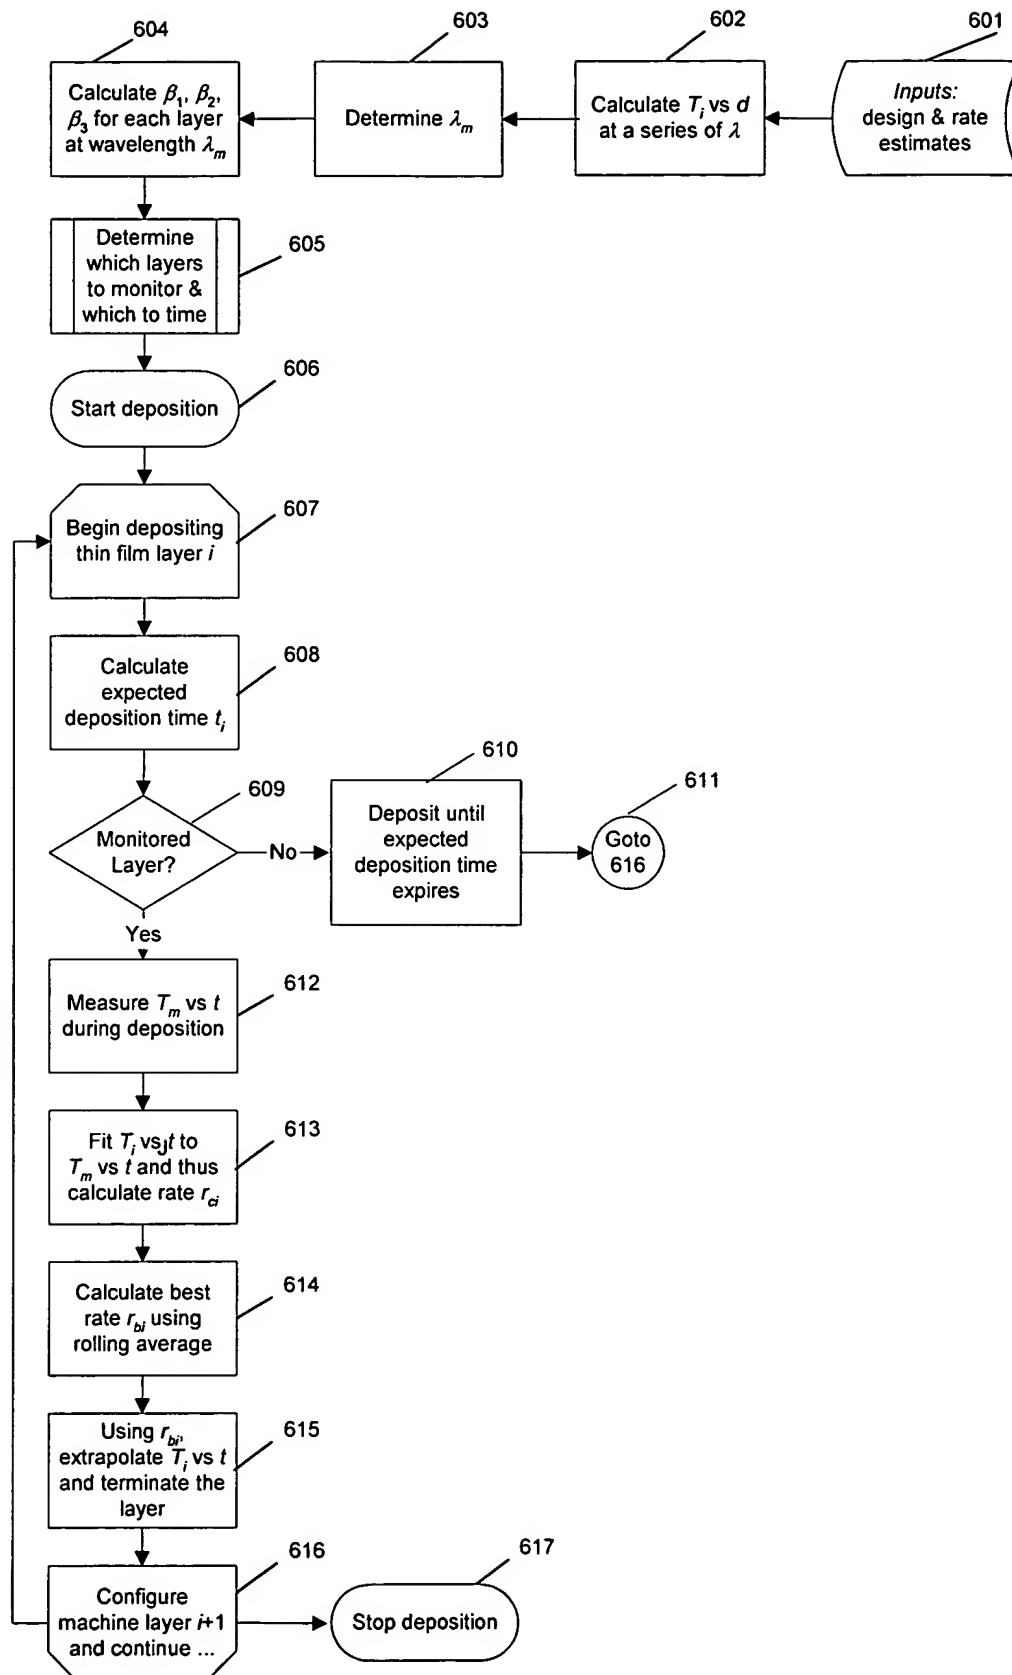 604
603
602
601
Calculate β1, β2,
β3 for each layer
at wavelength λm
Determine λm
Calculate Ti vs d
at a series of λ
Inputs:
design & rate
estimates
Determine
which layers
to monitor &
which to time
605
606
Start deposition
607
Begin depositing
thin film layer i
608
Calculate
expected
deposition time ti
609
610
611
Monitored
Layer?
No
Deposit until
expected
deposition time
expires
Goto
616
Yes
612
Measure Tm vs t
during deposition
613
Fit Ti vsJt to
Tm vs t and thus
calculate rate rci
614
Calculate best
rate rbi using
rolling average
615
Using rbi,
extrapolate Ti vs t
and terminate the
layer
616
617
Configure
machine layer i+1
and continue ...
Stop deposition